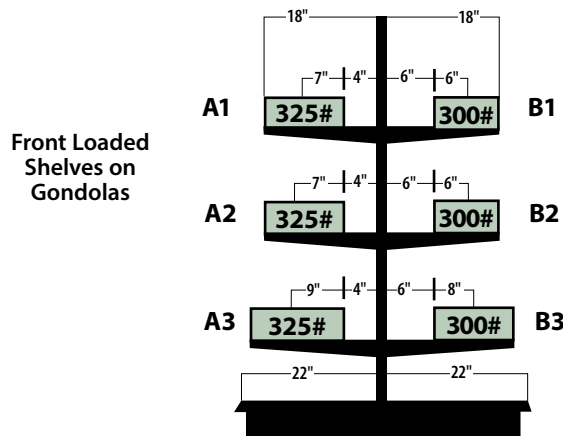 18" 18"
7" 4" 6" 6"
A1 325# 300# B1
Front Loaded
Shelves on
Gondolas
7" 4" 6" 6"
A2 325# 300# B2
9" 4" 6" 8"
A3 325# 300# B3
22" 22"